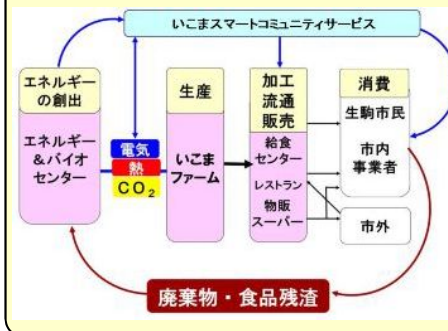 いこまスマートコミュニティサービス
エネルギー
の創出
エネルギー
&バイオ
センター
電気
熱
CO₂
生産
いこま
ファーム
加工
流通
販売
給食
センター
レストラン
物販
スーパー
消費
生駒市民
市内
事業者
市外
廃棄物・食品残渣